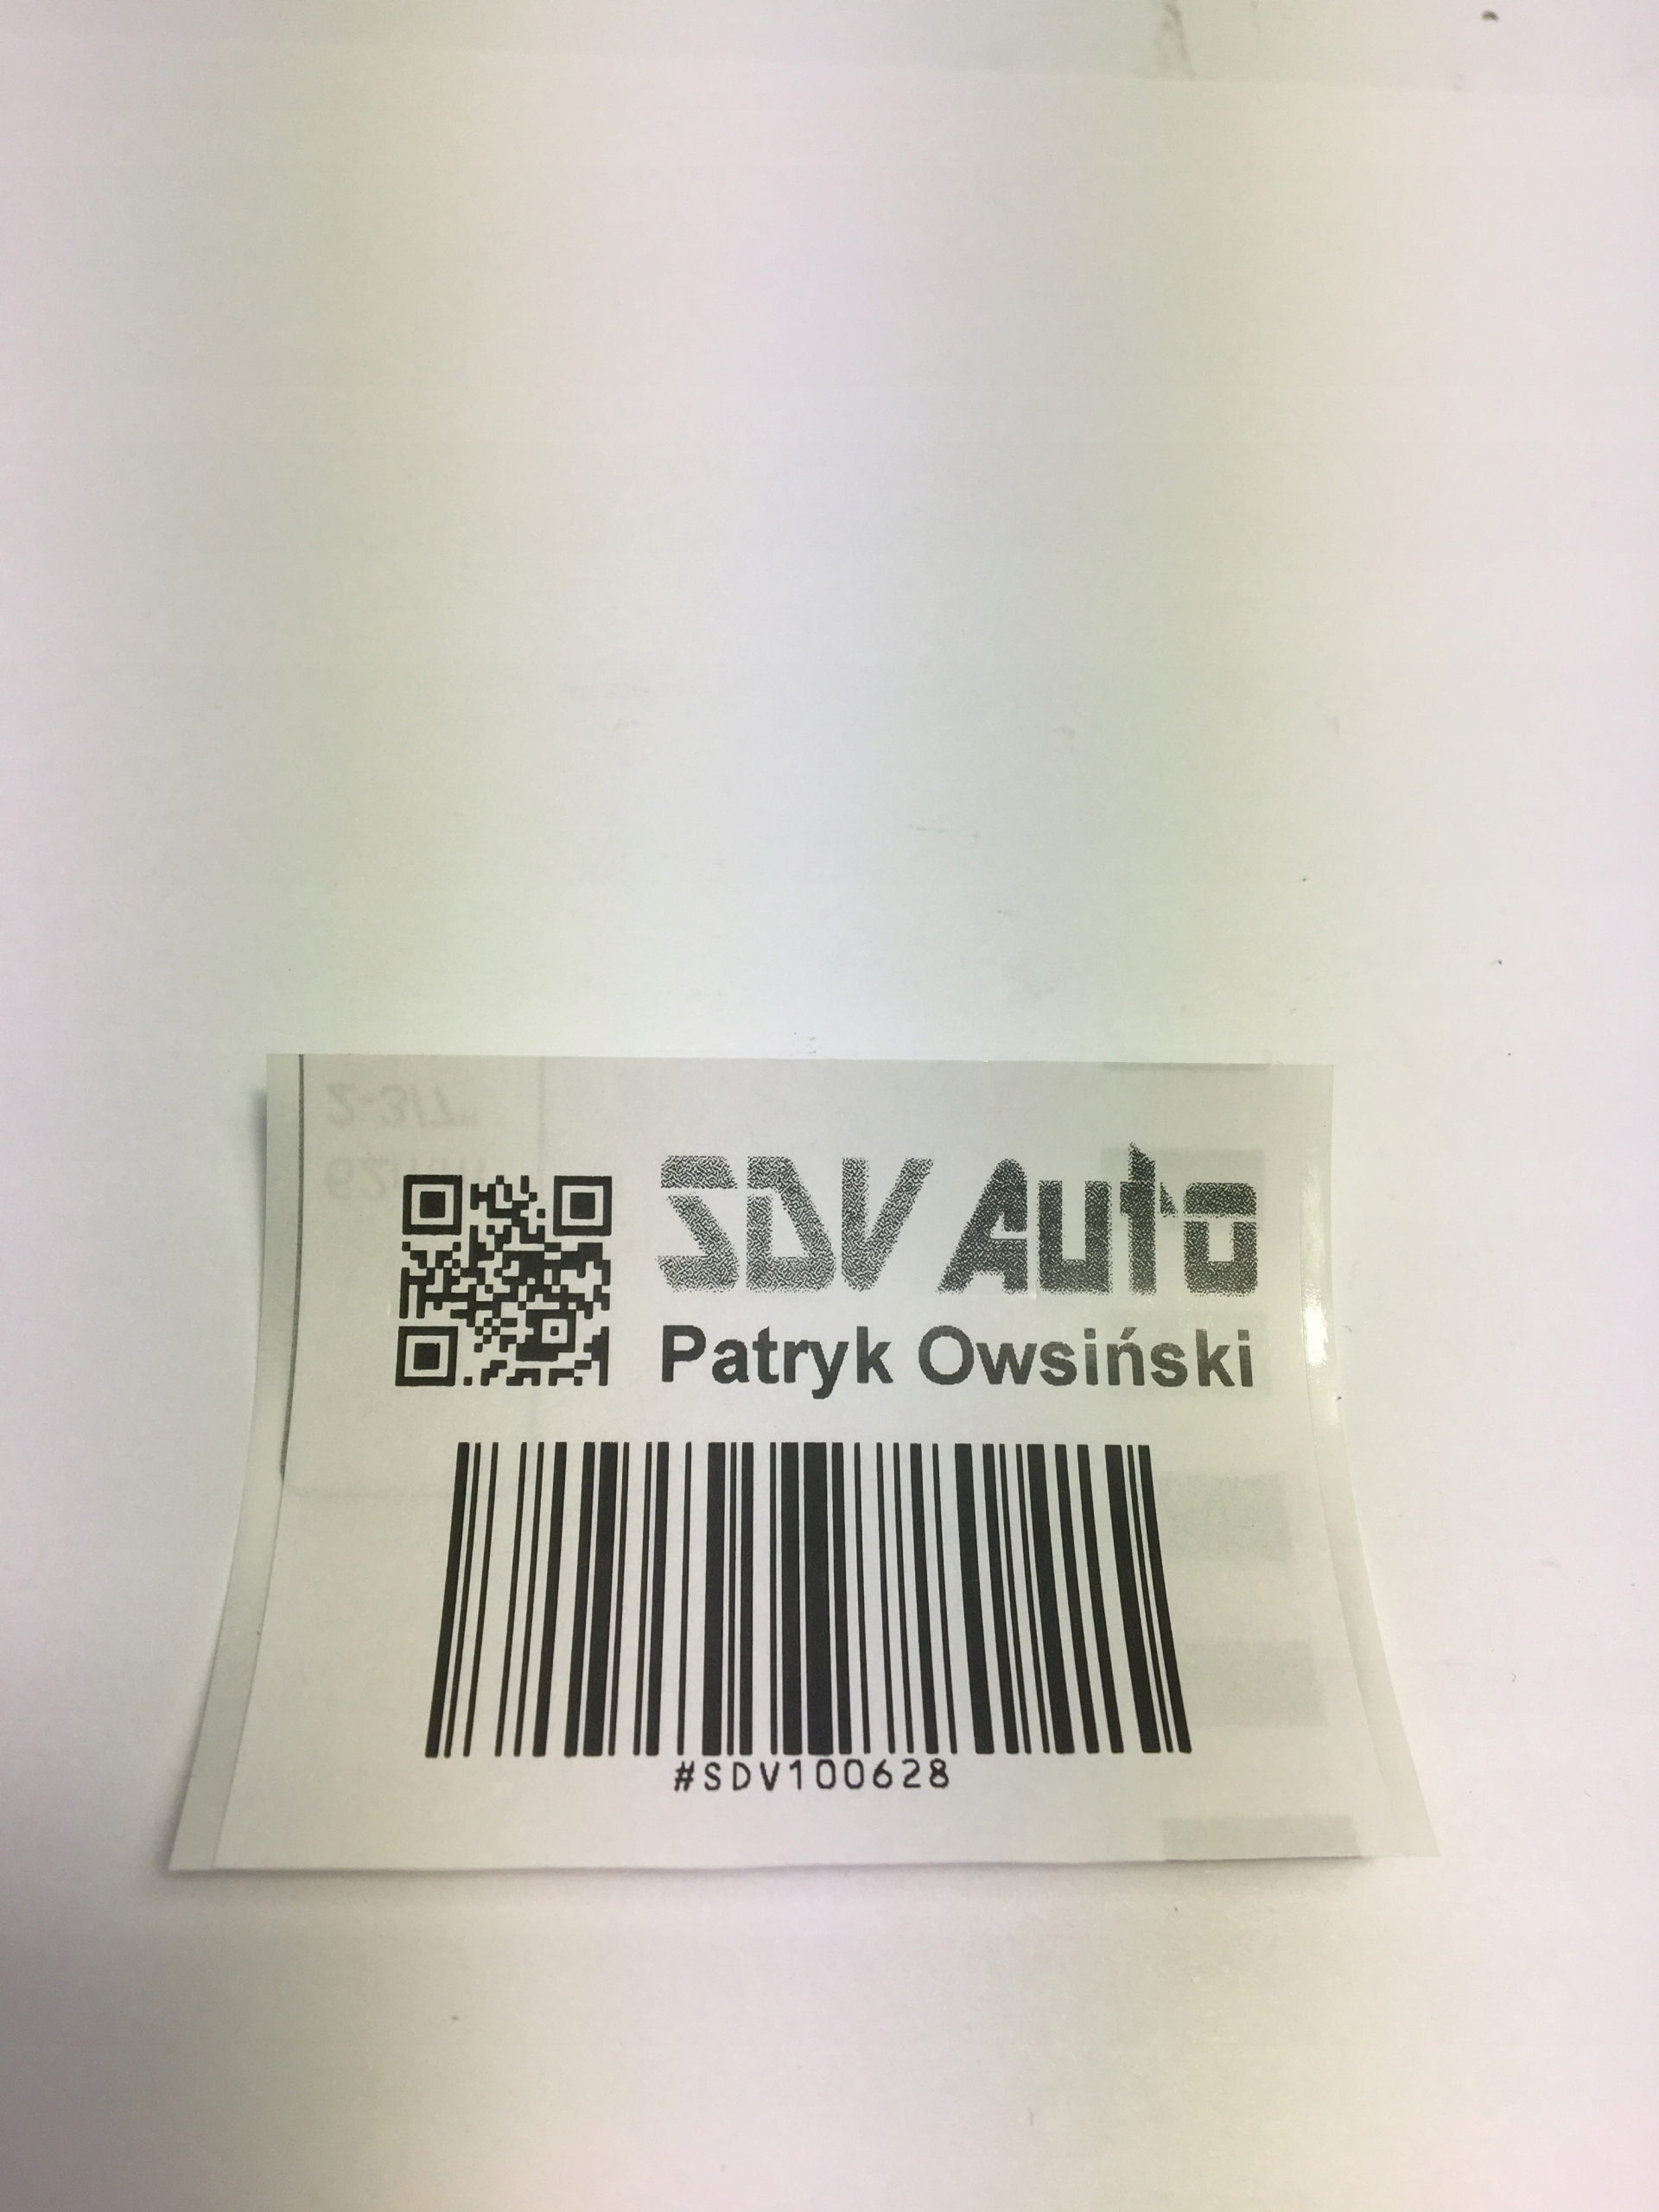 SDV Auto
Patryk Owsiński
#SDV100628